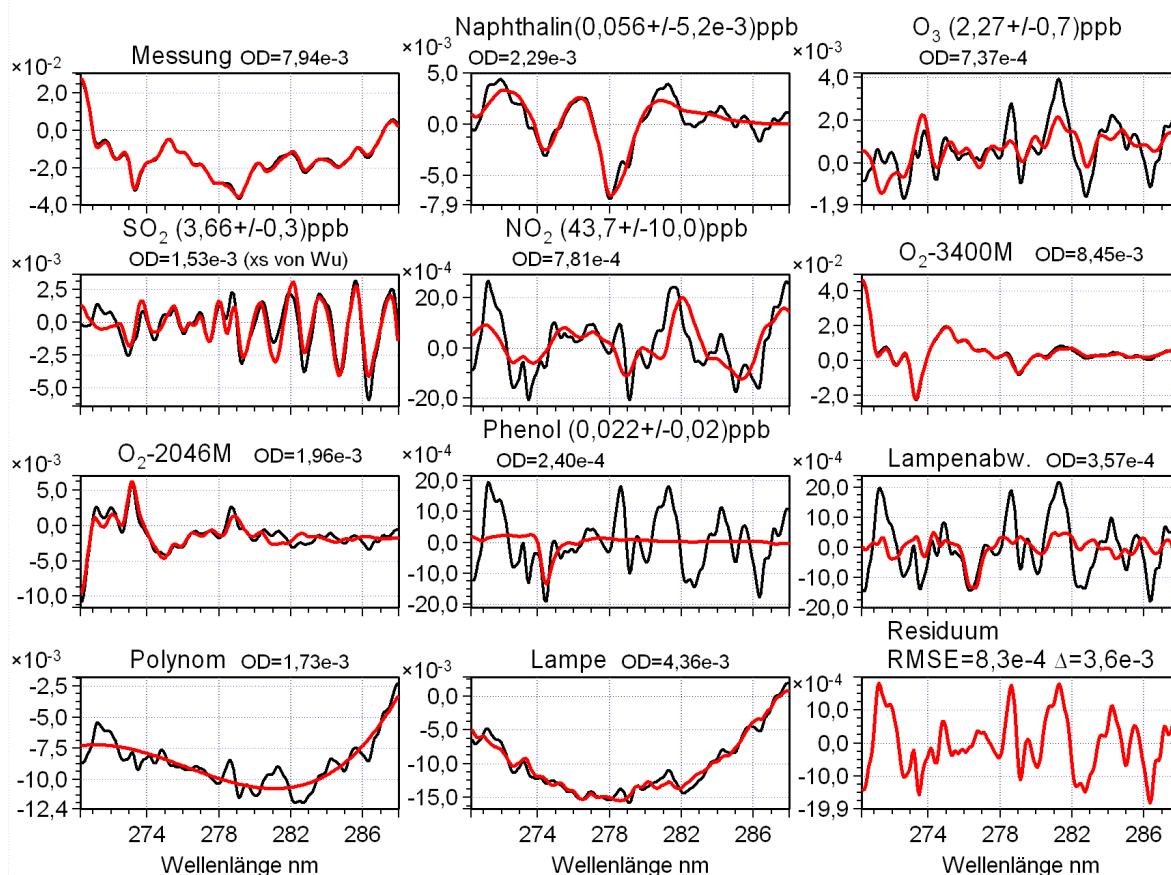 Naphthalin(0,056+/-5,2e-3)ppb
O₃ (2,27+/-0,7)ppb
×10⁻² Messung OD=7,94e-3
×10⁻³ OD=2,29e-3
×10⁻³ OD=7,37e-4
2,0
0,0
-2,0
-4,0
5,0
0,0
-5,0
-7,9
4,0
2,0
0,0
-1,9
SO₂ (3,66+/-0,3)ppb
NO₂ (43,7+/-10,0)ppb
×10⁻³ OD=1,53e-3 (xs von Wu)
×10⁻⁴ OD=7,81e-4
×10⁻² O₂-3400M OD=8,45e-3
2,5
0,0
-2,5
-5,0
20,0
0,0
-20,0
4,0
2,0
0,0
-2,0
Phenol (0,022+/-0,02)ppb
×10⁻³ O₂-2046M OD=1,96e-3
×10⁻⁴ OD=2,40e-4
×10⁻⁴ Lampenabw. OD=3,57e-4
5,0
0,0
-5,0
-10,0
20,0
10,0
0,0
-10,0
-20,0
20,0
10,0
0,0
-10,0
-20,0
Residuum
×10⁻³ Polynom OD=1,73e-3
×10⁻³ Lampe OD=4,36e-3
RMSE=8,3e-4 Δ=3,6e-3
×10⁻⁴
-2,5
-5,0
-7,5
-10,0
-12,4
0,0
-5,0
-10,0
-15,0
10,0
0,0
-10,0
-19,9
274 278 282 286
274 278 282 286
274 278 282 286
Wellenlänge nm
Wellenlänge nm
Wellenlänge nm